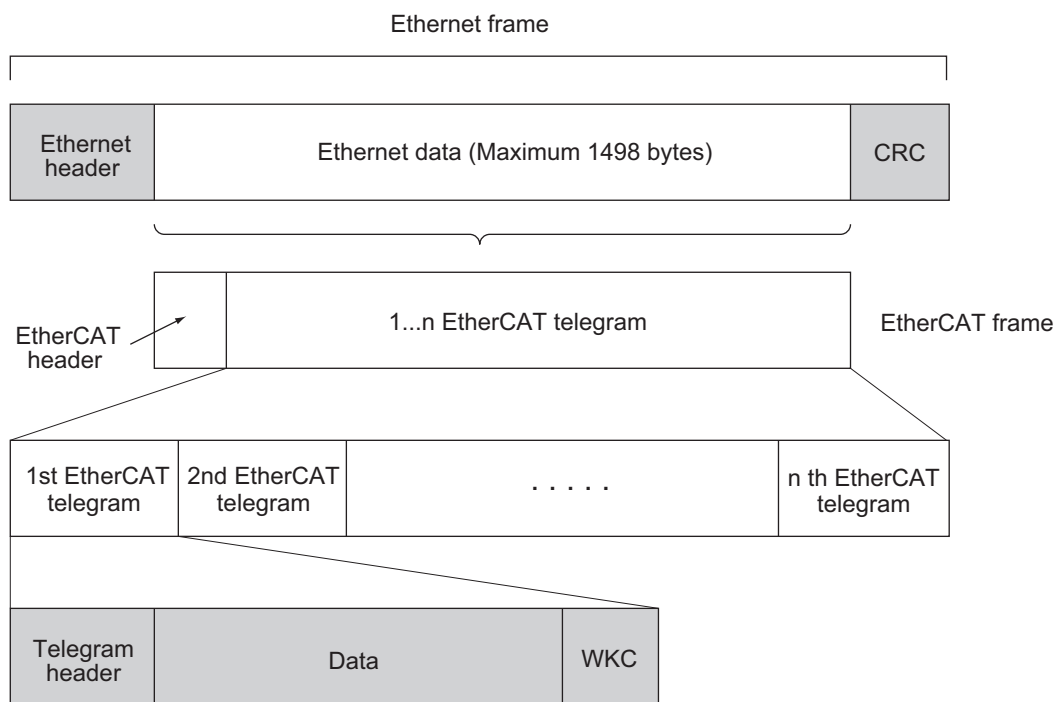 Ethernet frame
Ethernet
header
Ethernet data (Maximum 1498 bytes)
CRC
EtherCAT
header
1...n EtherCAT telegram
EtherCAT frame
1st EtherCAT
telegram
2nd EtherCAT
telegram
. . . . .
n th EtherCAT
telegram
Telegram
header
Data
WKC